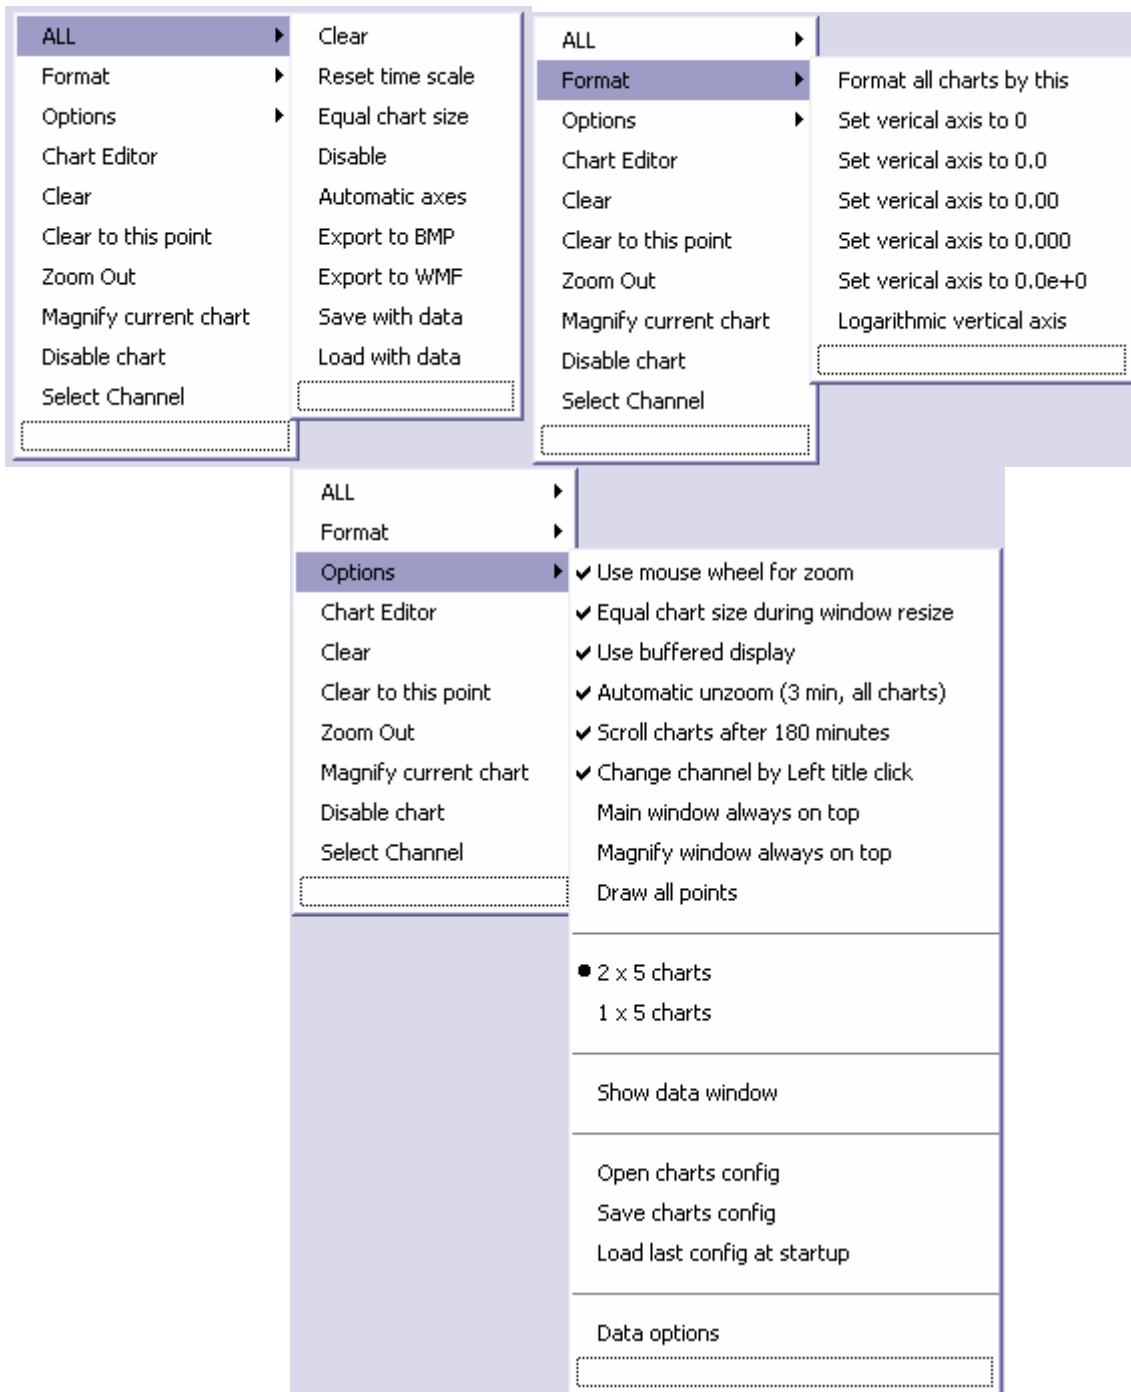 ALL
Format
Options
Chart Editor
Clear
Clear to this point
Zoom Out
Magnify current chart
Disable chart
Select Channel
Clear
Reset time scale
Equal chart size
Disable
Automatic axes
Export to BMP
Export to WMF
Save with data
Load with data
ALL
Format
Options
Chart Editor
Clear
Clear to this point
Zoom Out
Magnify current chart
Disable chart
Select Channel
Format all charts by this
Set verical axis to 0
Set verical axis to 0.0
Set verical axis to 0.00
Set verical axis to 0.000
Set verical axis to 0.0e+0
Logarithmic vertical axis
ALL
Format
Options
Chart Editor
Clear
Clear to this point
Zoom Out
Magnify current chart
Disable chart
Select Channel
Use mouse wheel for zoom
Equal chart size during window resize
Use buffered display
Automatic unzoom (3 min, all charts)
Scroll charts after 180 minutes
Change channel by Left title click
Main window always on top
Magnify window always on top
Draw all points
2 x 5 charts
1 x 5 charts
Show data window
Open charts config
Save charts config
Load last config at startup
Data options